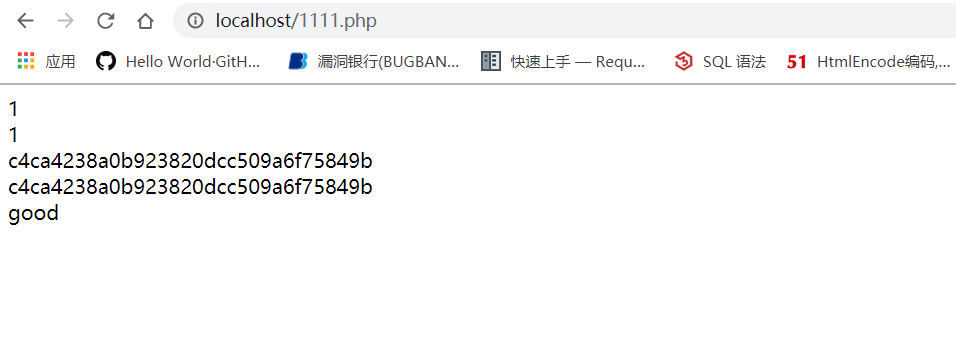 localhost/1111.php
应用 Hello World·GitH... 漏洞银行(BUGBAN... 快速上手 — Requ... SQL 语法 51 HtmlEncode编码,...
1
1
c4ca4238a0b923820dcc509a6f75849b
c4ca4238a0b923820dcc509a6f75849b
good